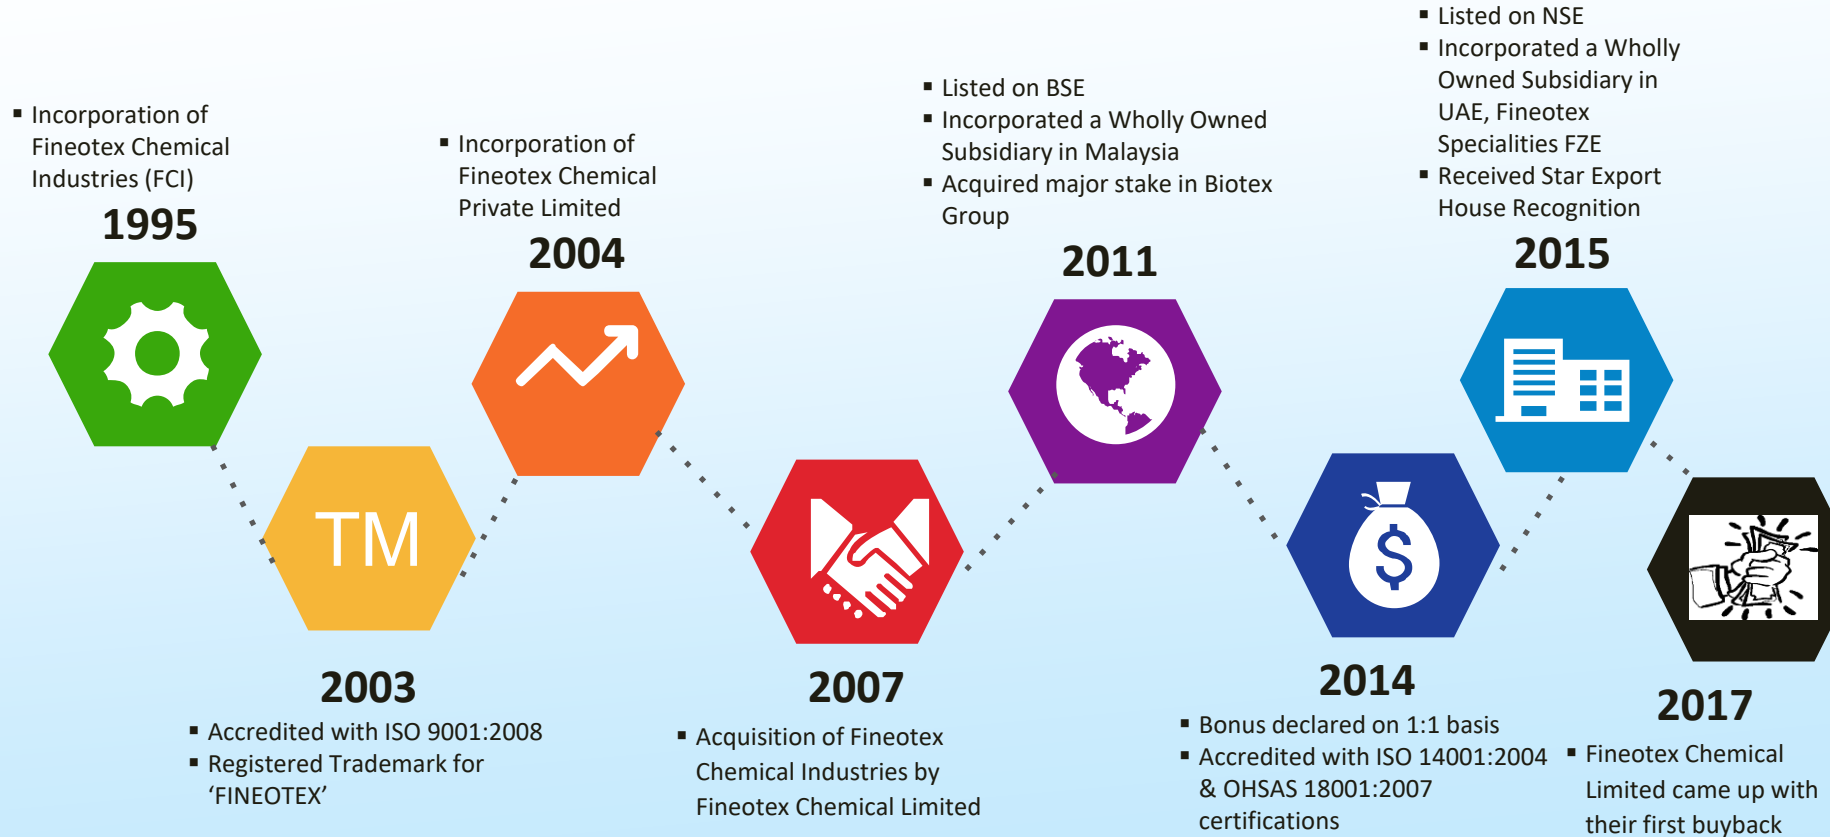 ▪ Incorporation of
Fineotex Chemical
Industries (FCI)
1995
TM
2003
▪ Accredited with ISO 9001:2008
▪ Registered Trademark for
‘FINEOTEX’
▪ Incorporation of
Fineotex Chemical
Private Limited
2004
2007
▪ Acquisition of Fineotex
Chemical Industries by
Fineotex Chemical Limited
▪ Listed on BSE
▪ Incorporated a Wholly Owned
Subsidiary in Malaysia
▪ Acquired major stake in Biotex
Group
2011
$
2014
▪ Bonus declared on 1:1 basis
▪ Accredited with ISO 14001:2004
& OHSAS 18001:2007
certifications
▪ Listed on NSE
▪ Incorporated a Wholly
Owned Subsidiary in
UAE, Fineotex
Specialities FZE
▪ Received Star Export
House Recognition
2015
2017
▪ Fineotex Chemical
Limited came up with
their first buyback